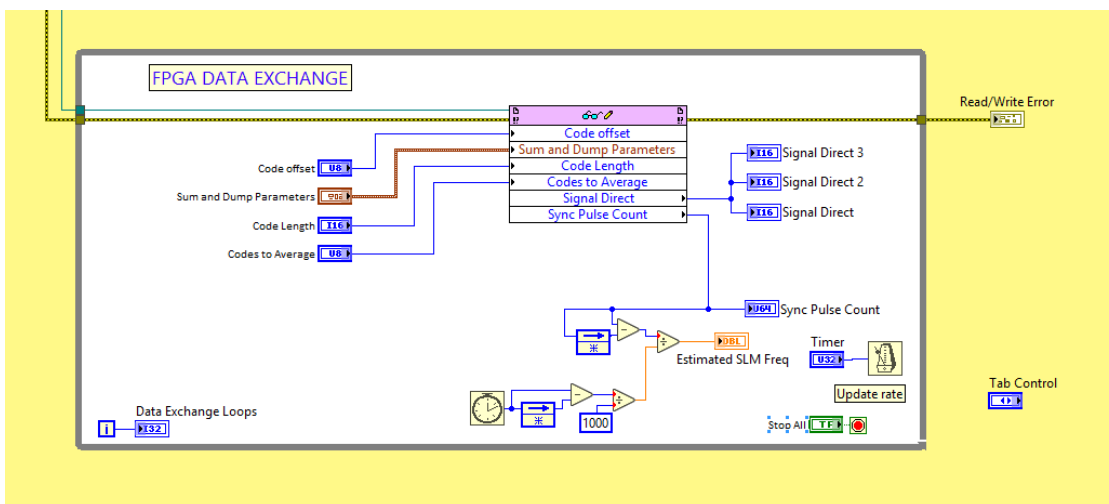 FPGA DATA EXCHANGE
Read/Write Error
Code offset
Sum and Dump Parameters
Code Length
Codes to Average
Signal Direct
Sync Pulse Count
Code offset U8
Sum and Dump Parameters
Code Length I16
Codes to Average U8
I16 Signal Direct 3
I16 Signal Direct 2
I16 Signal Direct
U64 Sync Pulse Count
DBL
Estimated SLM Freq
Timer
U32
Update rate
Tab Control
1000
Data Exchange Loops
i I32
Stop All TF